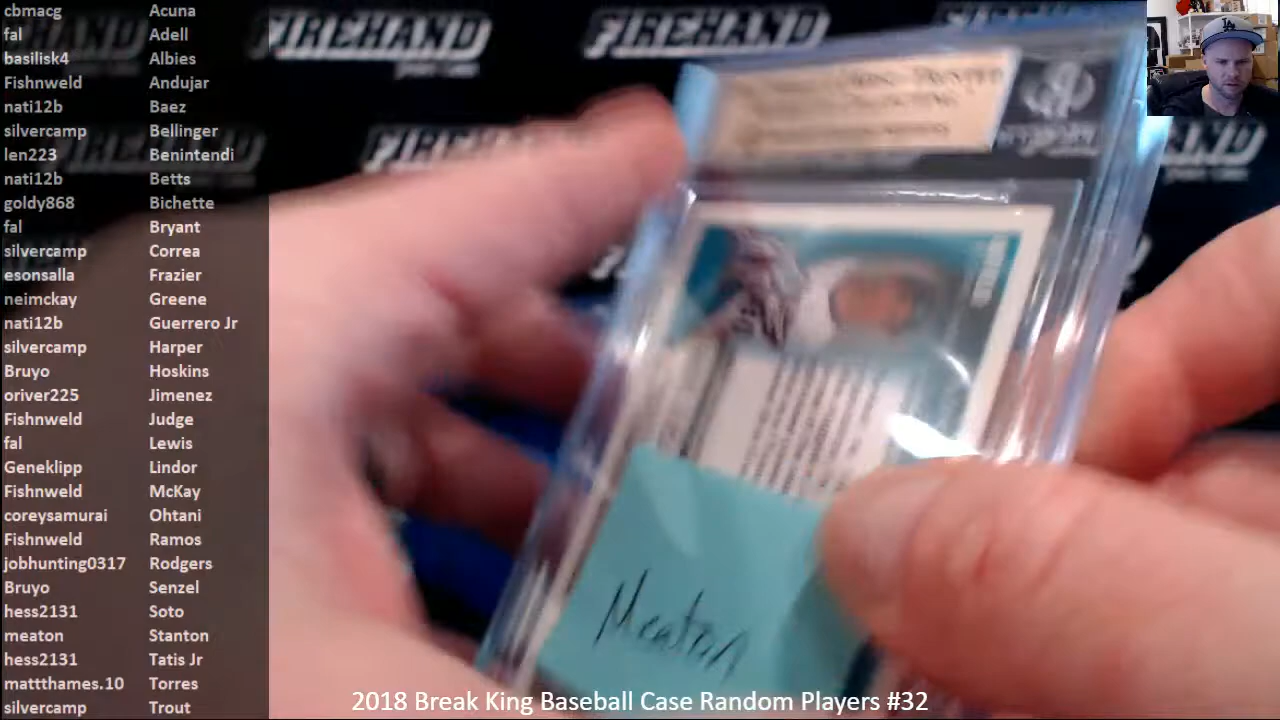 cbmacg Acuna
fal Adell
basilisk4 Albies
Fishnweld Andujar
nati12b Baez
silvercamp Bellinger
len223 Benintendi
nati12b Betts
goldy868 Bichette
fal Bryant
silvercamp Correa
esonsalla Frazier
neimckay Greene
nati12b Guerrero Jr
silvercamp Harper
Bruyo Hoskins
oriver225 Jimenez
Fishnweld Judge
fal Lewis
Geneklipp Lindor
Fishnweld McKay
coreysamurai Ohtani
Fishnweld Ramos
jobhunting0317 Rodgers
Bruyo Senzel
hess2131 Soto
meaton Stanton
hess2131 Tatis Jr
mattthames.10 Torres
silvercamp Trout
FIREHAND
FIREHAND
FIREHAND
Meaton
2018 Break King Baseball Case Random Players #32